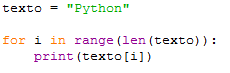 texto = "Python"
for i in range(len(texto)):
    print(texto[i])